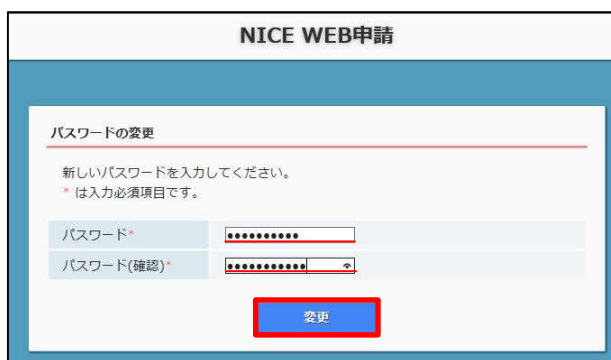 NICE WEB申請
パスワードの変更
新しいパスワードを入力してください。
* は入力必須項目です。
パスワード* ••••••••••
パスワード(確認)* •••••••••••
変更